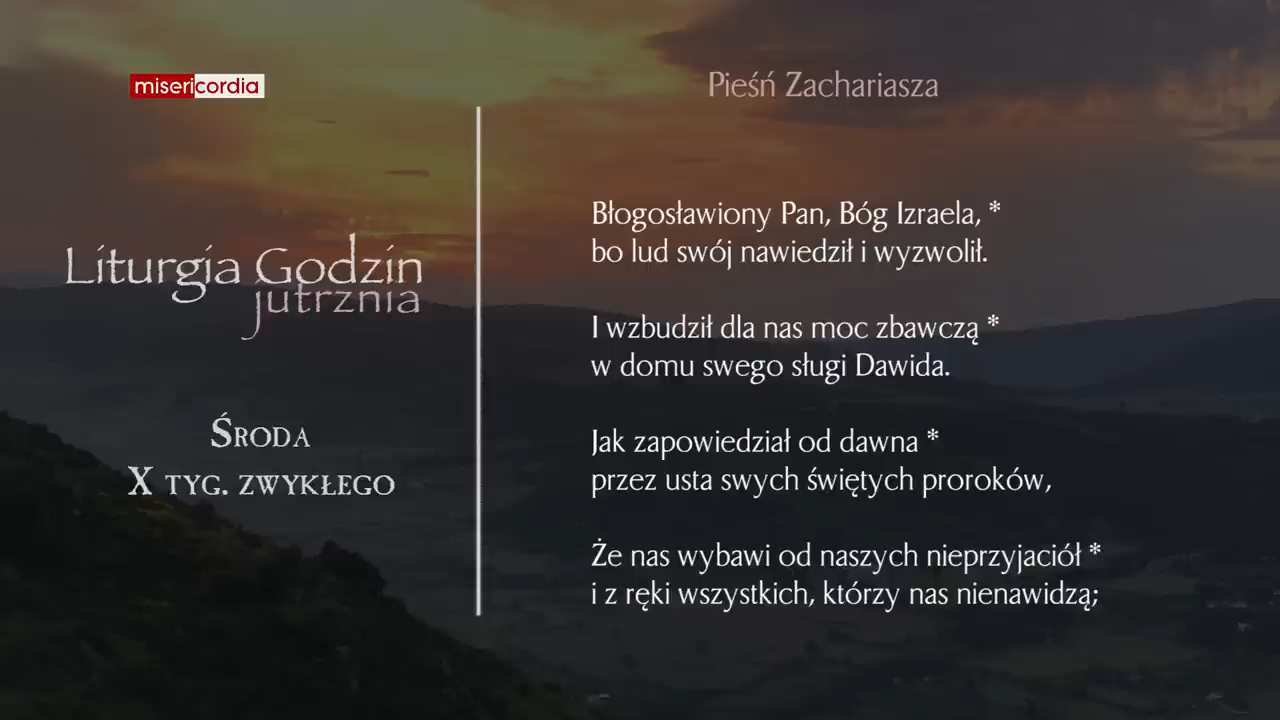 misericordia
Liturgia Godzin
jutrznia
Środa
X tyg. zwykłego
Pieśń Zachariasza
Błogosławiony Pan, Bóg Izraela, *
bo lud swój nawiedził i wyzwolił.
I wzbudził dla nas moc zbawczą *
w domu swego sługi Dawida.
Jak zapowiedział od dawna *
przez usta swych świętych proroków,
Że nas wybawi od naszych nieprzyjaciół *
i z ręki wszystkich, którzy nas nienawidzą;